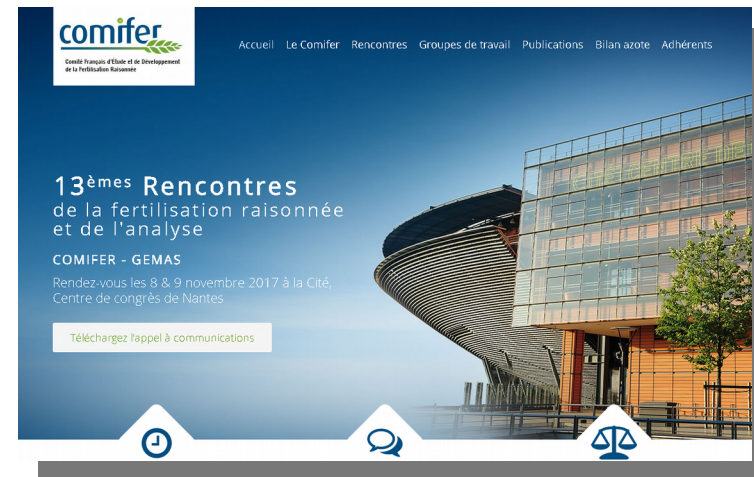 comifer
Comité Français d'Étude et de Développement
de la Fertilisation Raisonnée
Accueil Le Comifer Rencontres Groupes de travail Publications Bilan azote Adhérents
13èmes Rencontres
de la fertilisation raisonnée
et de l'analyse
COMIFER - GEMAS
Rendez-vous les 8 & 9 novembre 2017 à la Cité,
Centre de congrès de Nantes
Téléchargez l'appel à communications